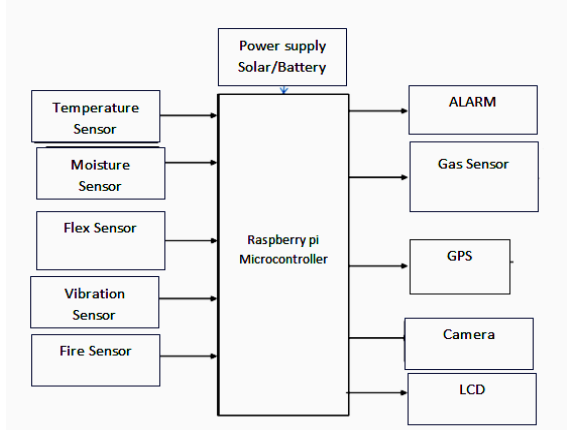 Power supply
Solar/Battery
Temperature
Sensor
Moisture
Sensor
Flex Sensor
Vibration
Sensor
Fire Sensor
Raspberry pi
Microcontroller
ALARM
Gas Sensor
GPS
Camera
LCD